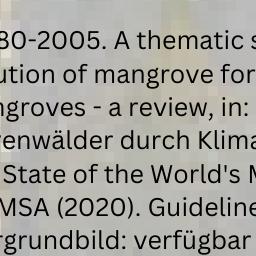 80-2005. A thematic s
ution of mangrove for
ngroves - a review, in:
enwälder durch Klima
State of the World's M
MSA (2020). Guideline
rgrundbild: verfügbar